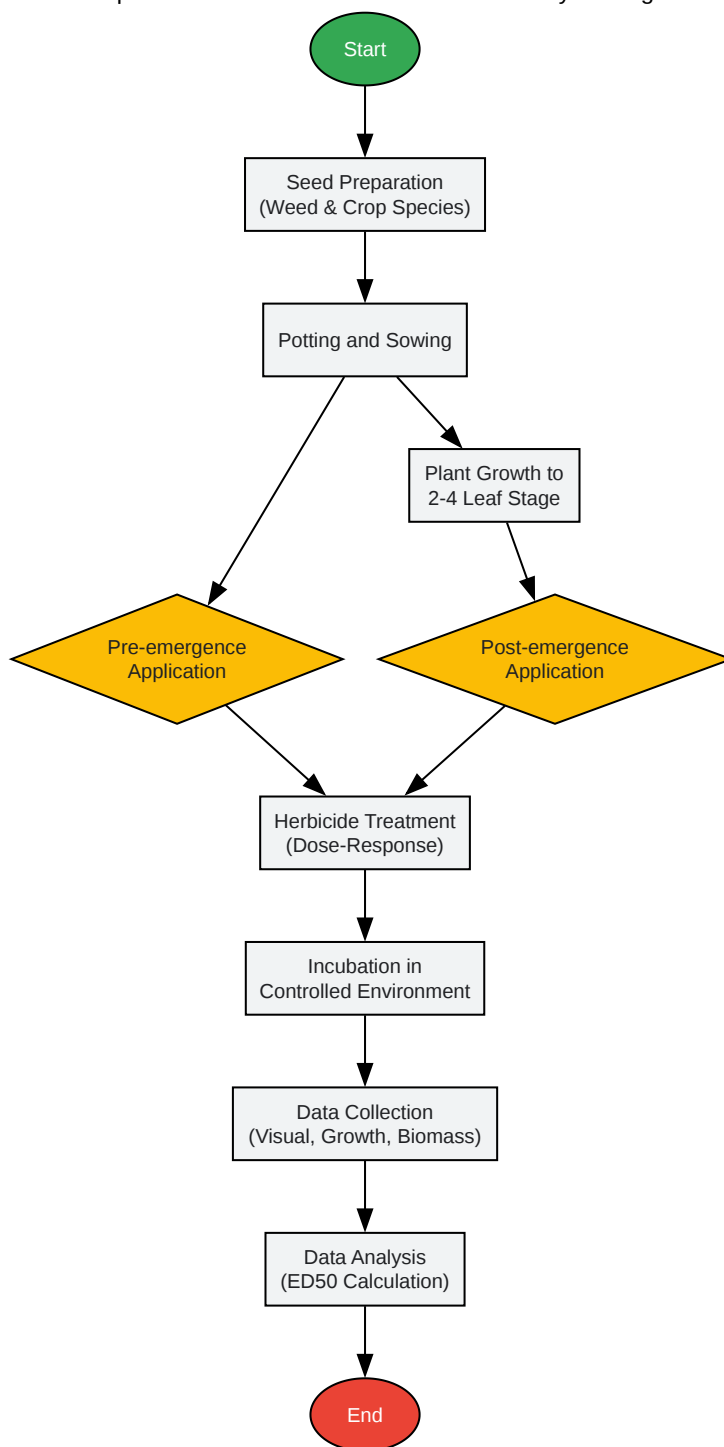 Start
Seed Preparation
(Weed & Crop Species)
Potting and Sowing
Plant Growth to
2-4 Leaf Stage
Pre-emergence
Application
Post-emergence
Application
Herbicide Treatment
(Dose-Response)
Incubation in
Controlled Environment
Data Collection
(Visual, Growth, Biomass)
Data Analysis
(ED50 Calculation)
End